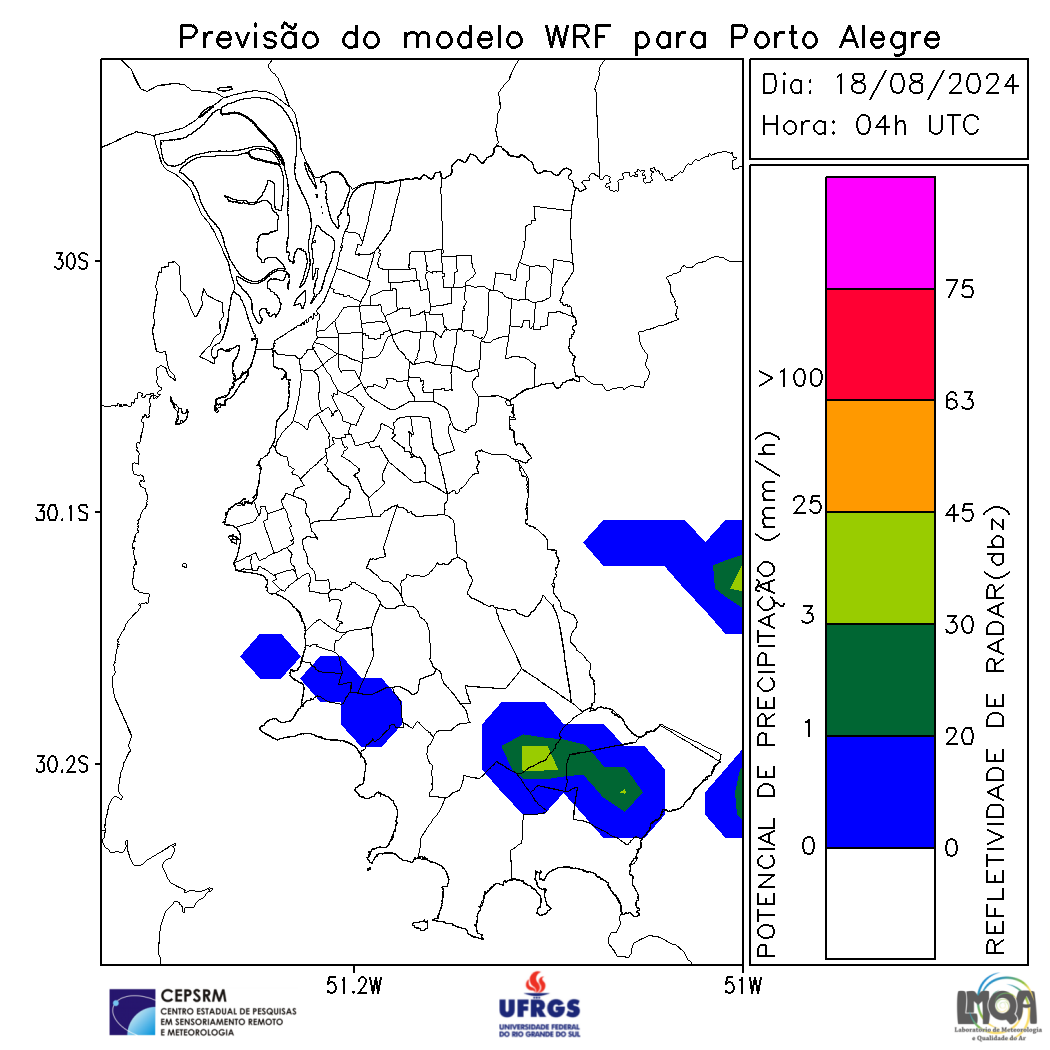 Previsão do modelo WRF para Porto Alegre
Dia: 18/08/2024
Hora: 04h UTC
30S
30.1S
30.2S
51.2W
51W
POTENCIAL DE PRECIPITAÇÃO (mm/h)
>100
25
3
1
0
75
63
45
30
20
0
REFLETIVIDADE DE RADAR(dbz)
CEPSRM
CENTRO ESTADUAL DE PESQUISAS
EM SENSORIAMENTO REMOTO
E METEOROLOGIA
UFRGS
UNIVERSIDADE FEDERAL
DO RIO GRANDE DO SUL
LMQA
Laboratório de Meteorologia
e Qualidade do Ar